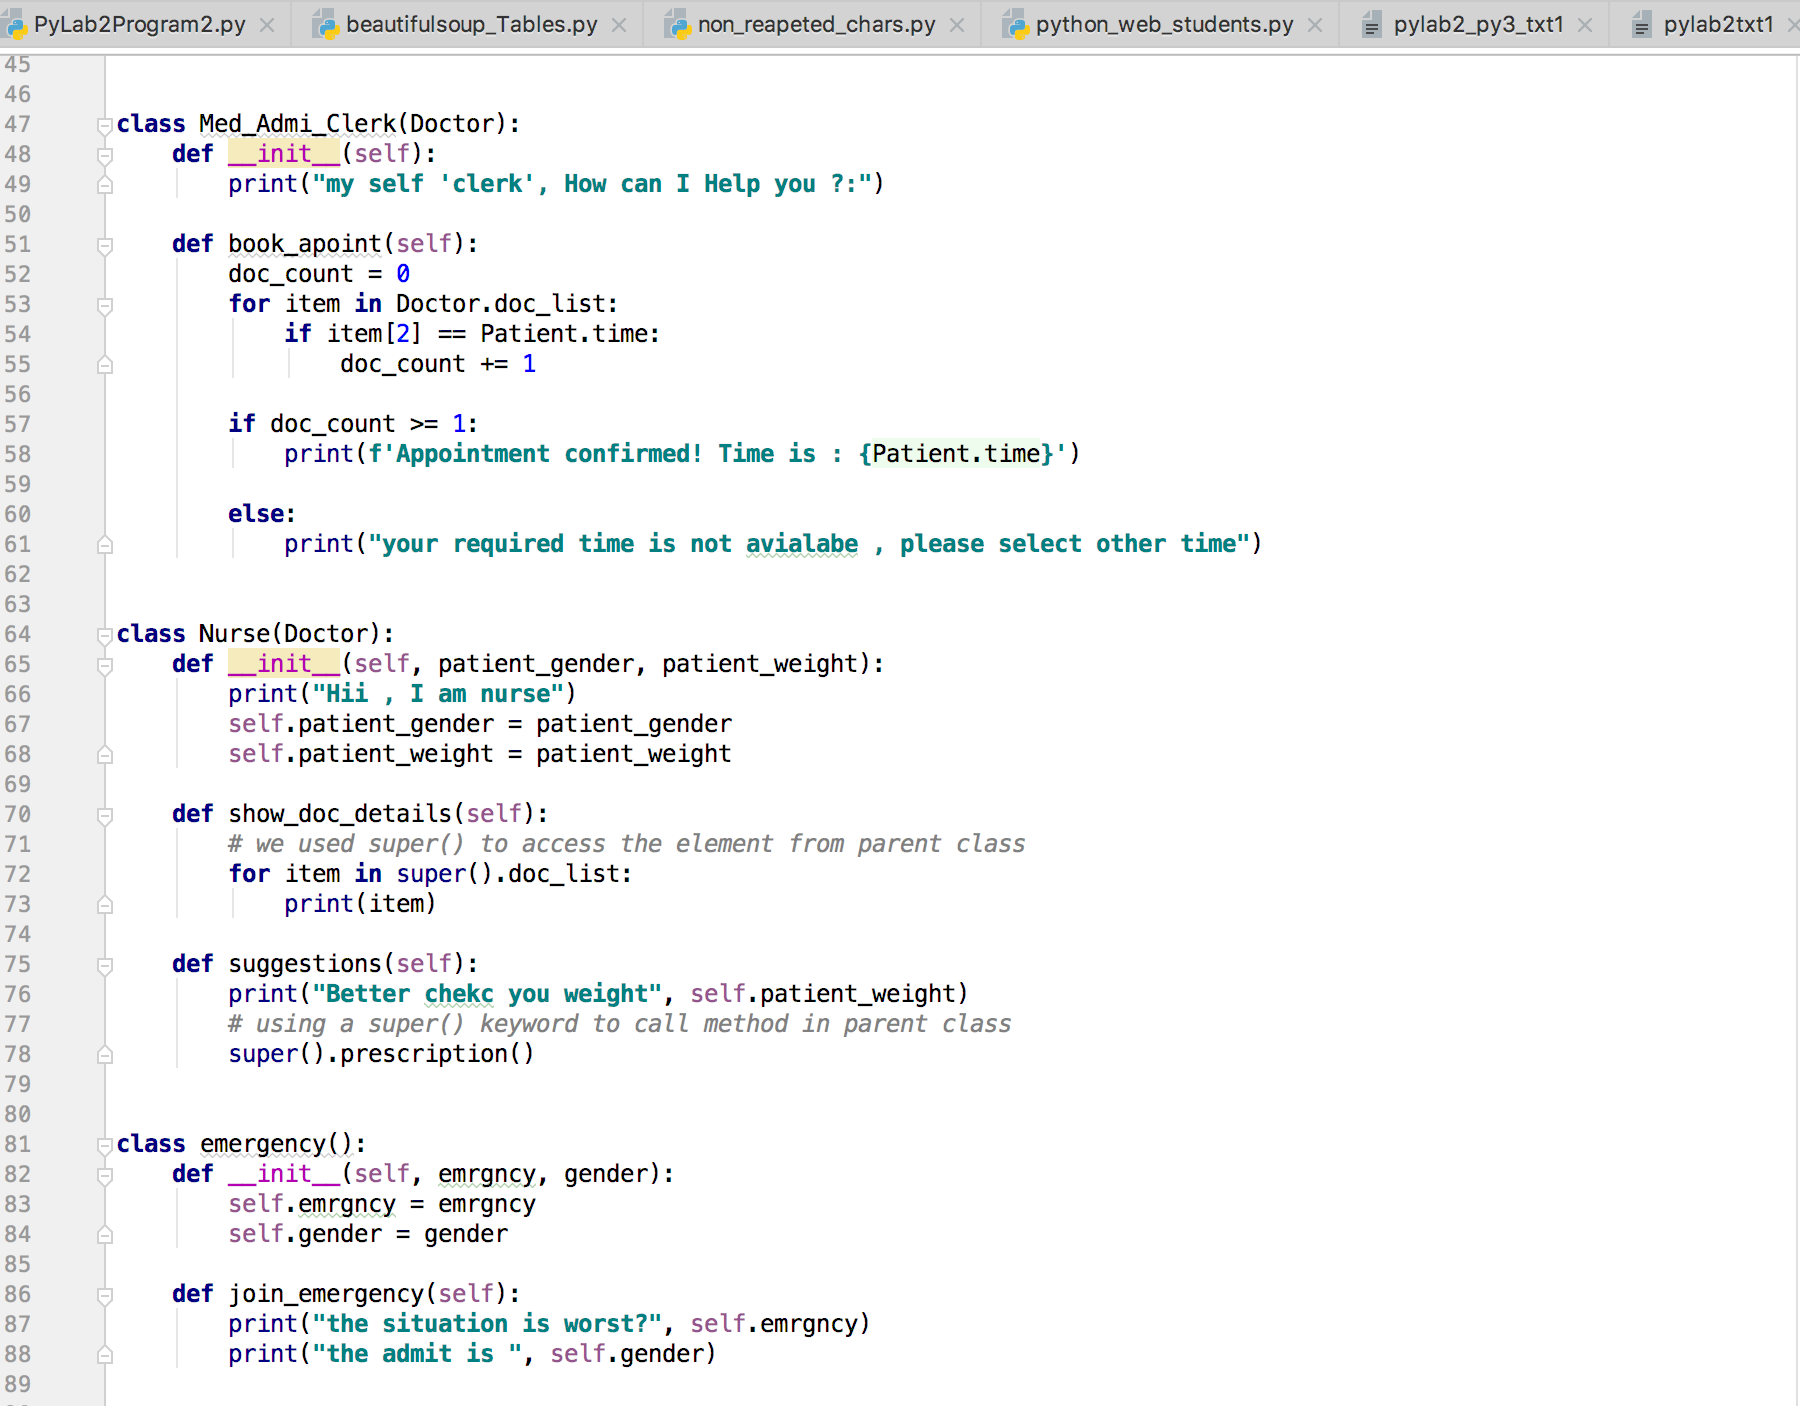 PyLab2Program2.py beautifulsoup_Tables.py non_reapeted_chars.py python_web_students.py pylab2_py3_txt1 pylab2txt1
45
46
47 class Med_Admi_Clerk(Doctor):
48     def __init__(self):
49         print("my self 'clerk', How can I Help you ?:")
50
51     def book_apoint(self):
52         doc_count = 0
53         for item in Doctor.doc_list:
54             if item[2] == Patient.time:
55                 doc_count += 1
56
57         if doc_count >= 1:
58             print(f'Appointment confirmed! Time is : {Patient.time}')
59
60         else:
61             print("your required time is not avialabe , please select other time")
62
63
64 class Nurse(Doctor):
65     def __init__(self, patient_gender, patient_weight):
66         print("Hii , I am nurse")
67         self.patient_gender = patient_gender
68         self.patient_weight = patient_weight
69
70     def show_doc_details(self):
71         # we used super() to access the element from parent class
72         for item in super().doc_list:
73             print(item)
74
75     def suggestions(self):
76         print("Better chekc you weight", self.patient_weight)
77         # using a super() keyword to call method in parent class
78         super().prescription()
79
80
81 class emergency():
82     def __init__(self, emrgncy, gender):
83         self.emrgncy = emrgncy
84         self.gender = gender
85
86     def join_emergency(self):
87         print("the situation is worst?", self.emrgncy)
88         print("the admit is ", self.gender)
89